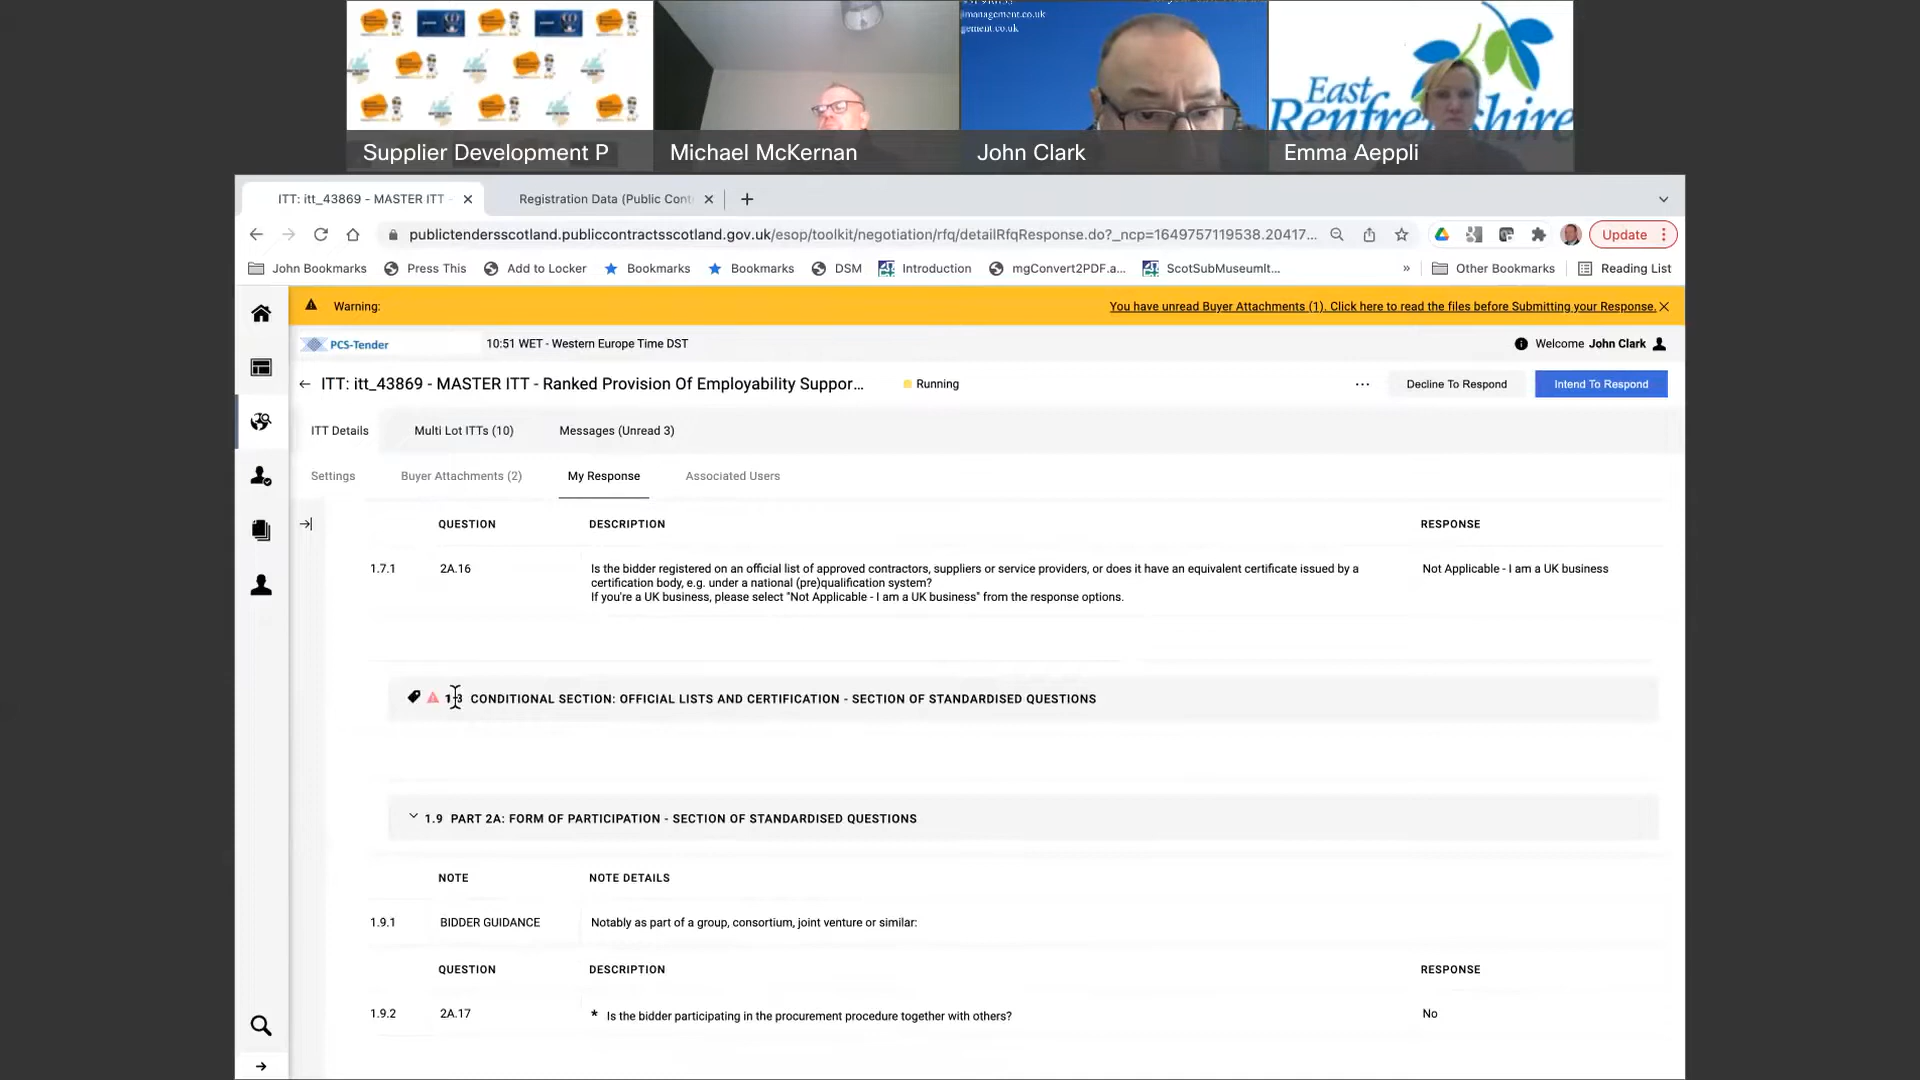 management.co.uk
gement.co.uk
East
Renfrewshire
Supplier Development P
Michael McKernan
John Clark
Emma Aeppli
ITT: itt_43869 - MASTER ITT -
Registration Data (Public Cont
publictendersscotland.publiccontractsscotland.gov.uk/esop/toolkit/negotiation/rfq/detailRfqResponse.do?_ncp=1649757119538.20417...
Update
John Bookmarks
Press This
Add to Locker
Bookmarks
Bookmarks
DSM
Introduction
mgConvert2PDF.a...
ScotSubMuseumIt...
»
Other Bookmarks
Reading List
Warning:
You have unread Buyer Attachments (1). Click here to read the files before Submitting your Response.
PCS-Tender
10:51 WET - Western Europe Time DST
Welcome John Clark
ITT: itt_43869 - MASTER ITT - Ranked Provision Of Employability Suppor...
Running
...
Decline To Respond
Intend To Respond
ITT Details
Multi Lot ITTs (10)
Messages (Unread 3)
Settings
Buyer Attachments (2)
My Response
Associated Users
QUESTION
DESCRIPTION
RESPONSE
1.7.1
2A.16
Is the bidder registered on an official list of approved contractors, suppliers or service providers, or does it have an equivalent certificate issued by a
certification body, e.g. under a national (pre)qualification system?
If you're a UK business, please select "Not Applicable - I am a UK business" from the response options.
Not Applicable - I am a UK business
CONDITIONAL SECTION: OFFICIAL LISTS AND CERTIFICATION - SECTION OF STANDARDISED QUESTIONS
1.9 PART 2A: FORM OF PARTICIPATION - SECTION OF STANDARDISED QUESTIONS
NOTE
NOTE DETAILS
1.9.1
BIDDER GUIDANCE
Notably as part of a group, consortium, joint venture or similar:
QUESTION
DESCRIPTION
RESPONSE
1.9.2
2A.17
* Is the bidder participating in the procurement procedure together with others?
No